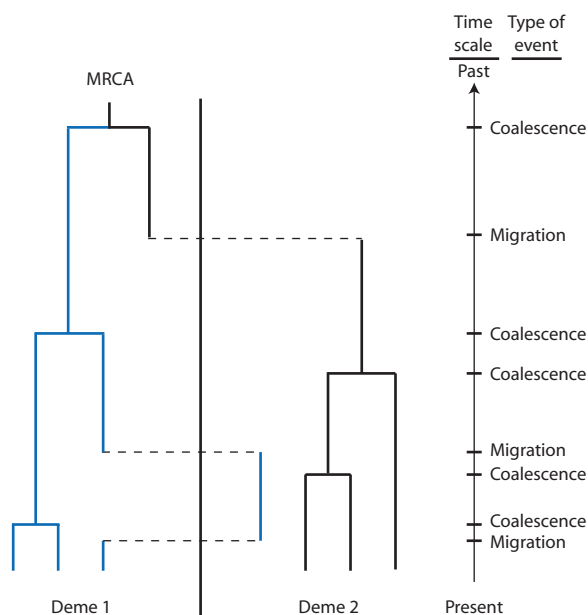 Time scale
Type of event
Past
MRCA
Coalescence
Migration
Coalescence
Coalescence
Migration
Coalescence
Coalescence
Migration
Deme 1
Deme 2
Present